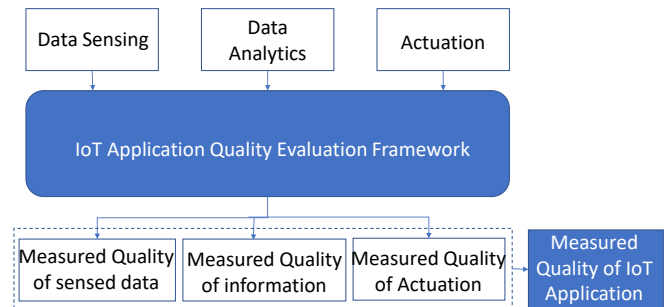 Data Sensing
Data
Analytics
Actuation
IoT Application Quality Evaluation Framework
Measured Quality
of sensed data
Measured Quality
of information
Measured Quality
of Actuation
Measured
Quality of IoT
Application